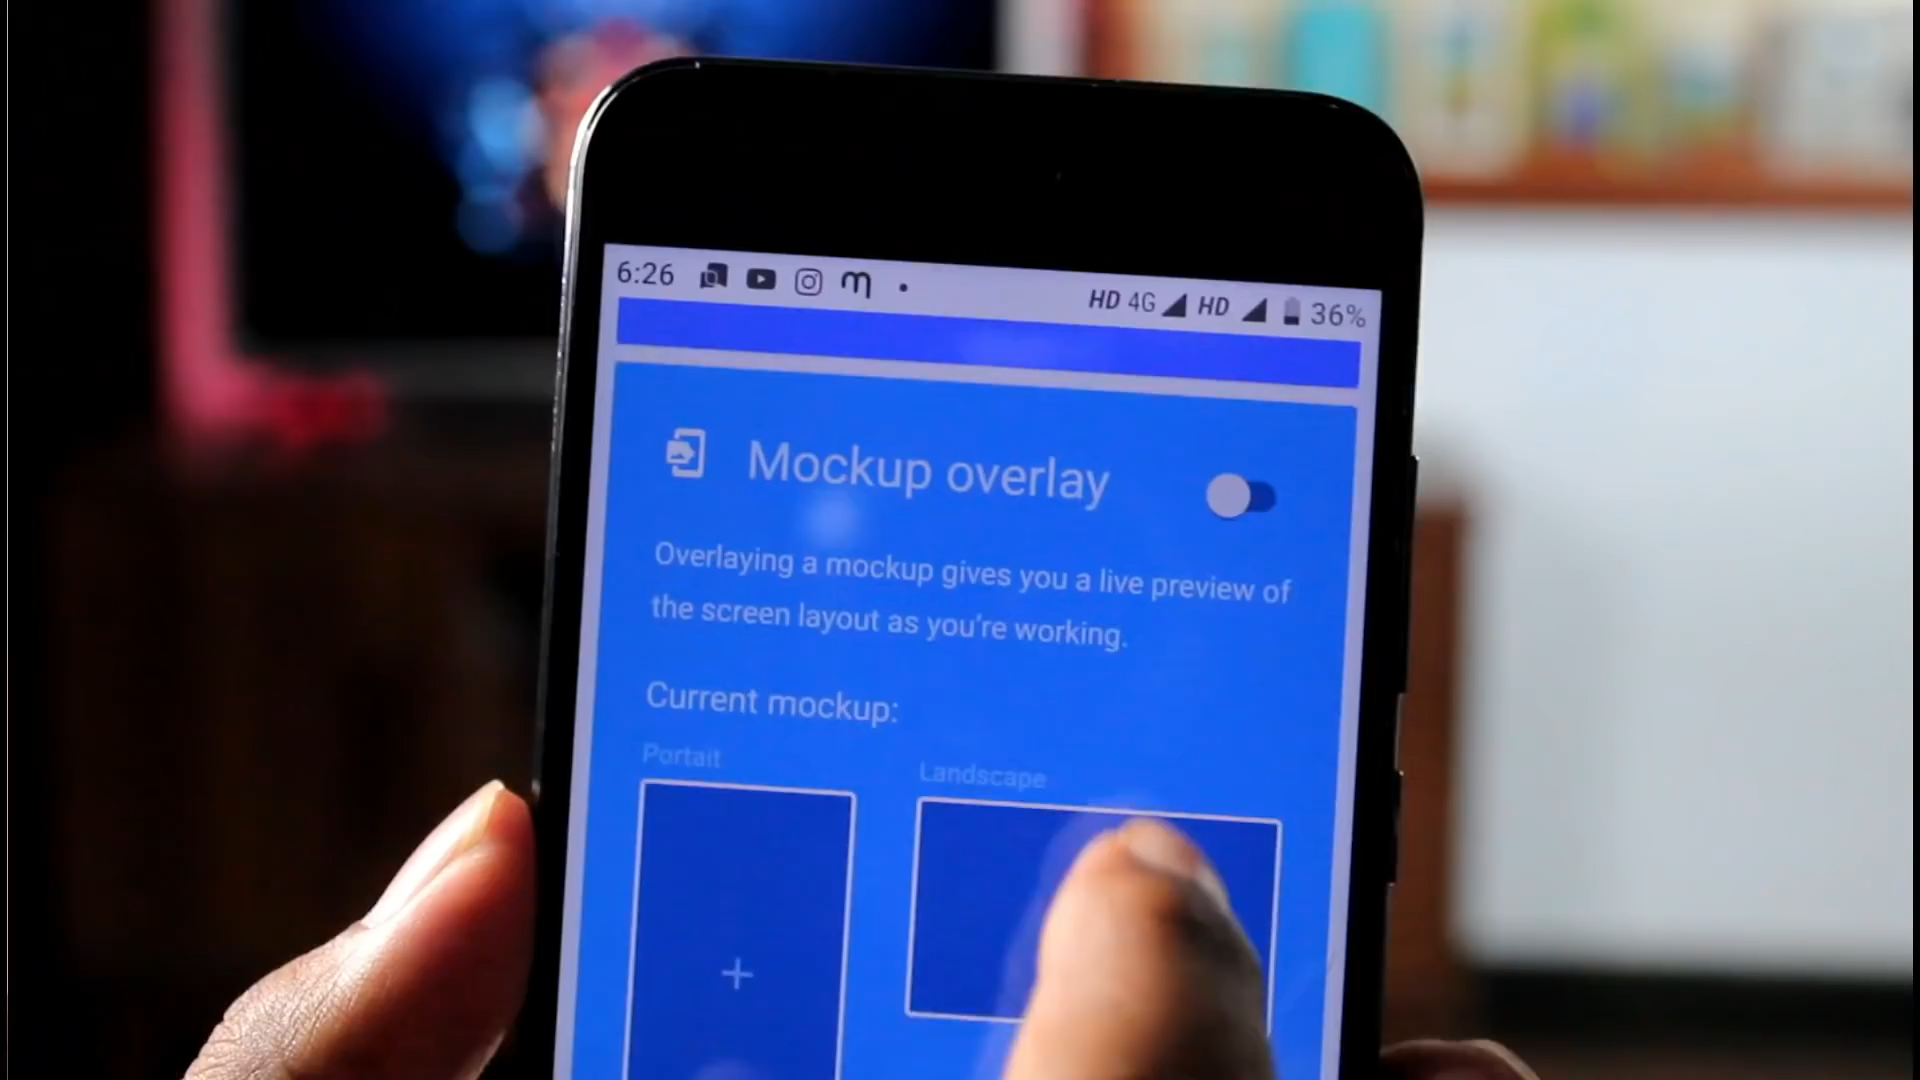 6:26 HD 4G HD 36%
Mockup overlay
Overlaying a mockup gives you a live preview of
the screen layout as you're working.
Current mockup:
Portait
Landscape